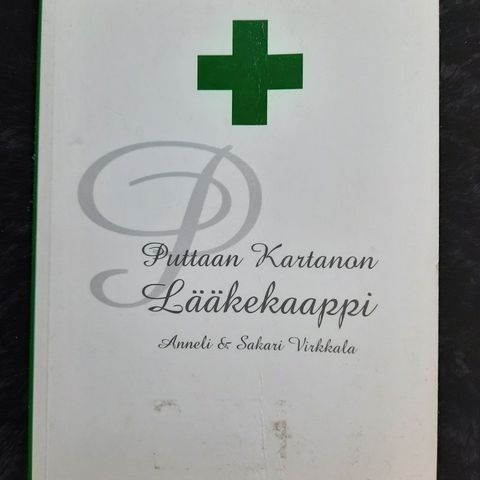 P
Puttaan Kartanon
Lääkekaappi
Anneli & Sakari Virkkala